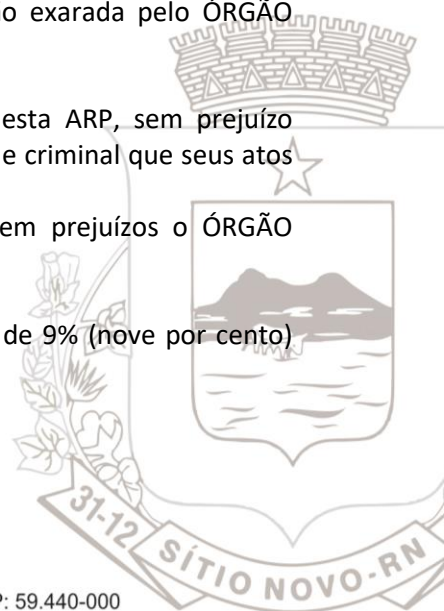 o exarada pelo ÓRGÃO
esta ARP, sem prejuízo
e criminal que seus atos
em prejuízos o ÓRGÃO
de 9% (nove por cento)
31-12
SÍTIO NOVO-RN
P: 59.440-000